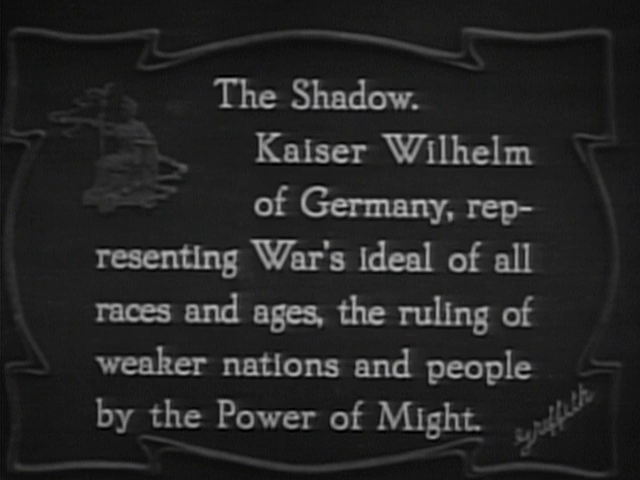 The Shadow.
Kaiser Wilhelm
of Germany, rep-
resenting War's ideal of all
races and ages, the ruling of
weaker nations and people
by the Power of Might.
Griffith